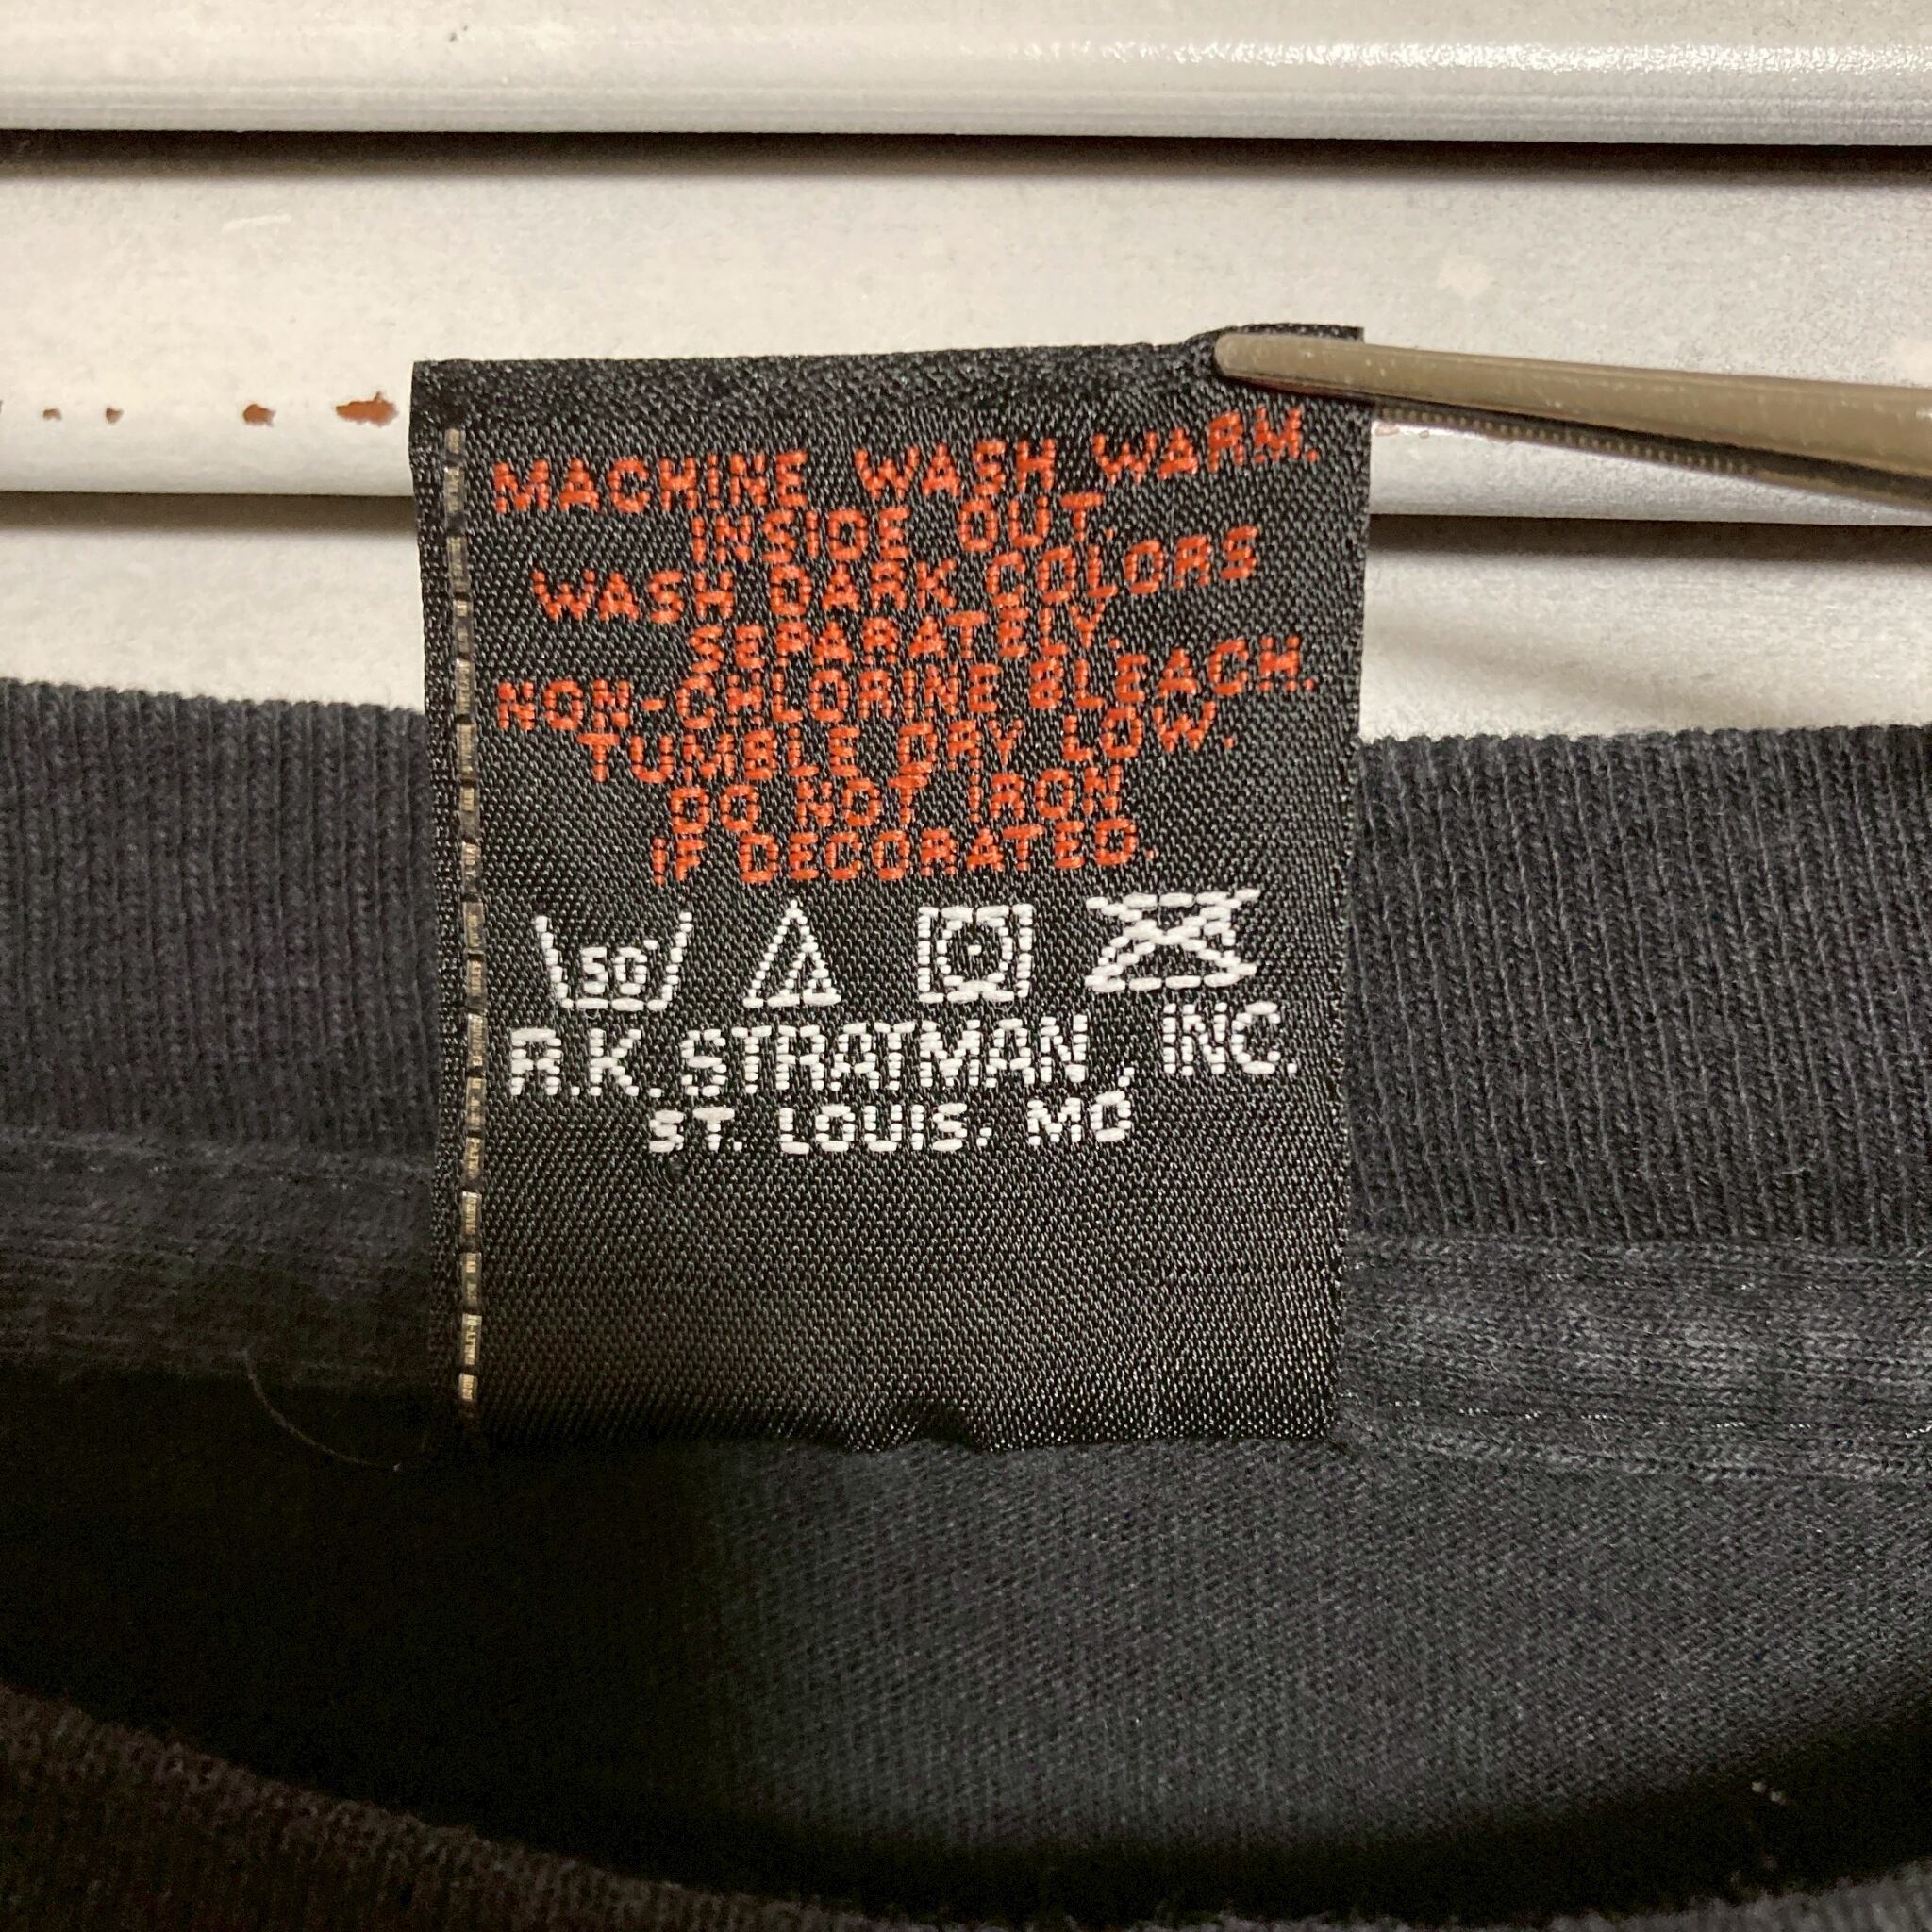 MACHINE WASH WARM.
INSIDE OUT.
WASH DARK COLORS
SEPARATELY.
NON-CHLORINE BLEACH.
TUMBLE DRY LOW.
DO NOT IRON
IF DECORATED.
50°
R.K. STRATMAN, INC.
ST. LOUIS, MO